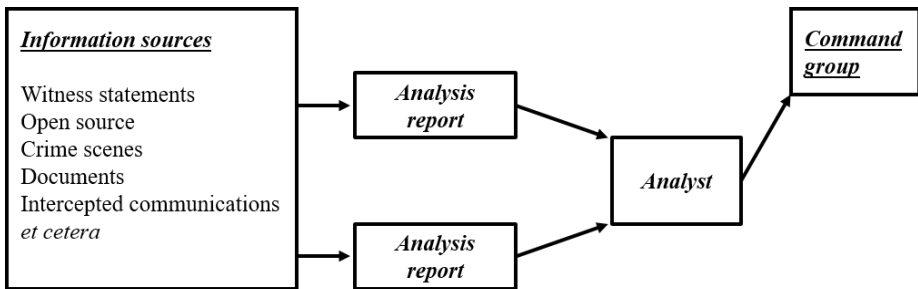 Information sources
Witness statements
Open source
Crime scenes
Documents
Intercepted communications
et cetera
Analysis
report
Analysis
report
Analyst
Command
group